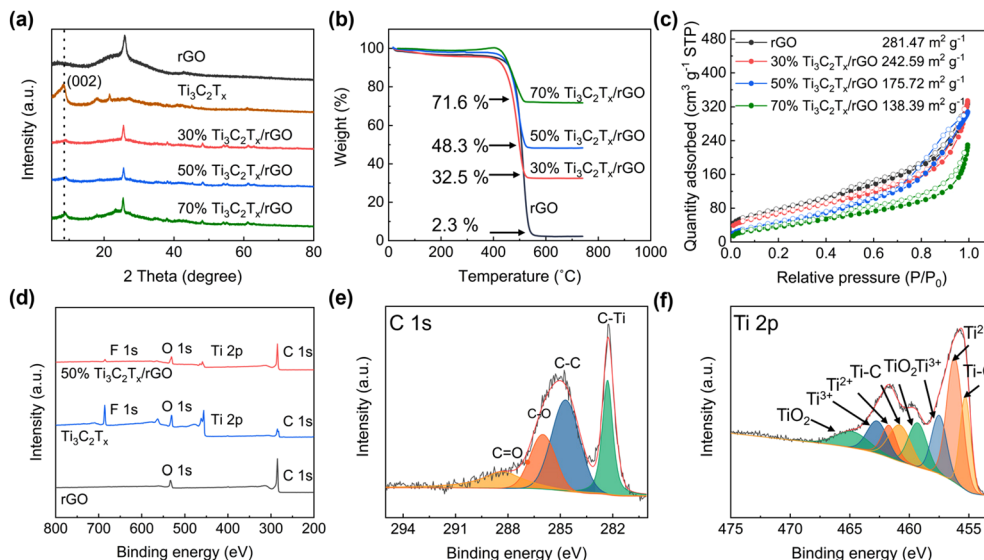 (a)
rGO
(002)
Ti₃C₂Tₓ
30% Ti₃C₂Tₓ/rGO
50% Ti₃C₂Tₓ/rGO
70% Ti₃C₂Tₓ/rGO
Intensity (a.u.)
10 20 30 40 50 60 70 80
2 Theta (degree)
(b)
100
80
60
40
20
0
Weight (%)
71.6 %
70% Ti₃C₂Tₓ/rGO
48.3 %
50% Ti₃C₂Tₓ/rGO
32.5 %
30% Ti₃C₂Tₓ/rGO
rGO
2.3 %
0 200 400 600 800 1000
Temperature (˚C)
(c)
480
400
320
240
160
80
0
Quantity adsorbed (cm³ g⁻¹ STP)
rGO 281.47 m² g⁻¹
30% Ti₃C₂Tₓ/rGO 242.59 m² g⁻¹
50% Ti₃C₂Tₓ/rGO 175.72 m² g⁻¹
70% Ti₃C₂Tₓ/rGO 138.39 m² g⁻¹
0.0 0.2 0.4 0.6 0.8 1.0
Relative pressure (P/P₀)
(d)
F 1s O 1s Ti 2p C 1s
50% Ti₃C₂Tₓ/rGO
F 1s O 1s Ti 2p C 1s
Ti₃C₂Tₓ
O 1s C 1s
rGO
Intensity (a.u.)
800 700 600 500 400 300 200
Binding energy (eV)
(e)
C 1s
C-Ti
C-C
C-O
C=O
Intensity (a.u.)
294 291 288 285 282
Binding energy (eV)
(f)
Ti 2p
TiO₂
Ti³⁺
Ti²⁺
Ti-C
TiO₂
Ti³⁺
Intensity (a.u.)
475 470 465 460 455
Binding energy (eV)